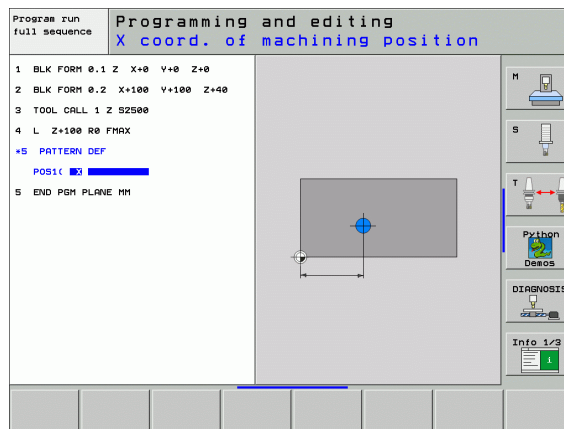 Program run
full sequence
Programming and editing
X coord. of machining position
1 BLK FORM 0.1 Z X+0 Y+0 Z+0
2 BLK FORM 0.2 X+100 Y+100 Z+40
3 TOOL CALL 1 Z S2500
4 L Z+100 R0 FMAX
*5 PATTERN DEF
POS1( X
5 END PGM PLANE MM
M
S
T
Python
Demos
DIAGNOSIS
Info 1/3
i